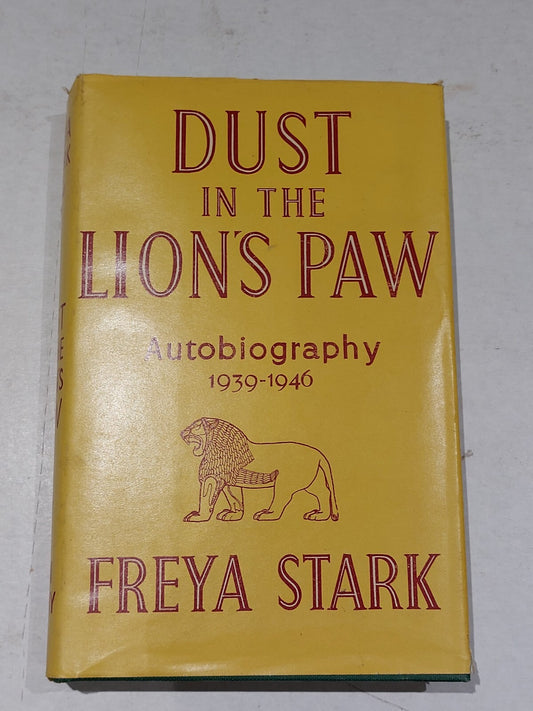 DUST
IN THE
LION'S PAW
Autobiography
1939-1946
FREYA STARK